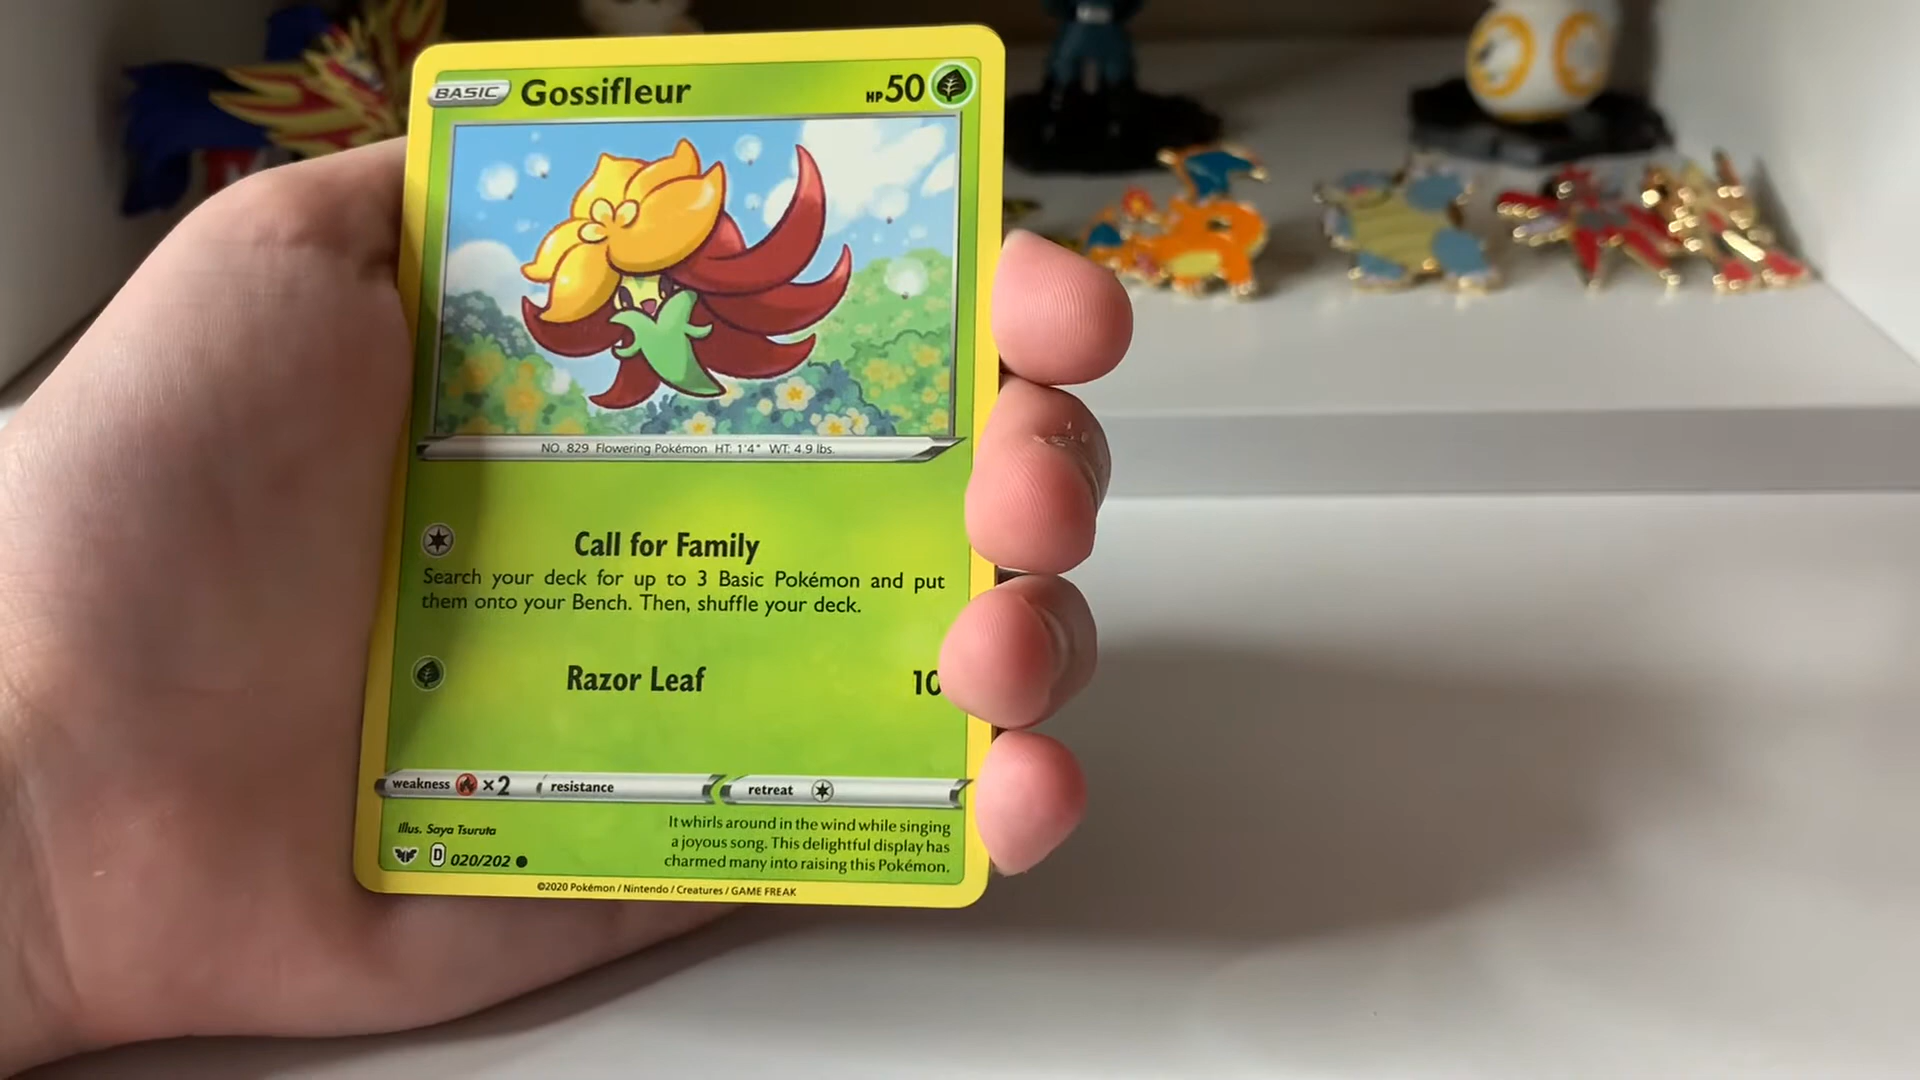 BASIC Gossifleur HP 50
NO. 829 Flowering Pokémon HT: 1'4" WT: 4.9 lbs.
Call for Family
Search your deck for up to 3 Basic Pokémon and put
them onto your Bench. Then, shuffle your deck.
Razor Leaf 10
weakness ×2 resistance retreat
Illus. Saya Tsuruta
It whirls around in the wind while singing
a joyous song. This delightful display has
charmed many into raising this Pokémon.
D 020/202
©2020 Pokémon / Nintendo / Creatures / GAME FREAK